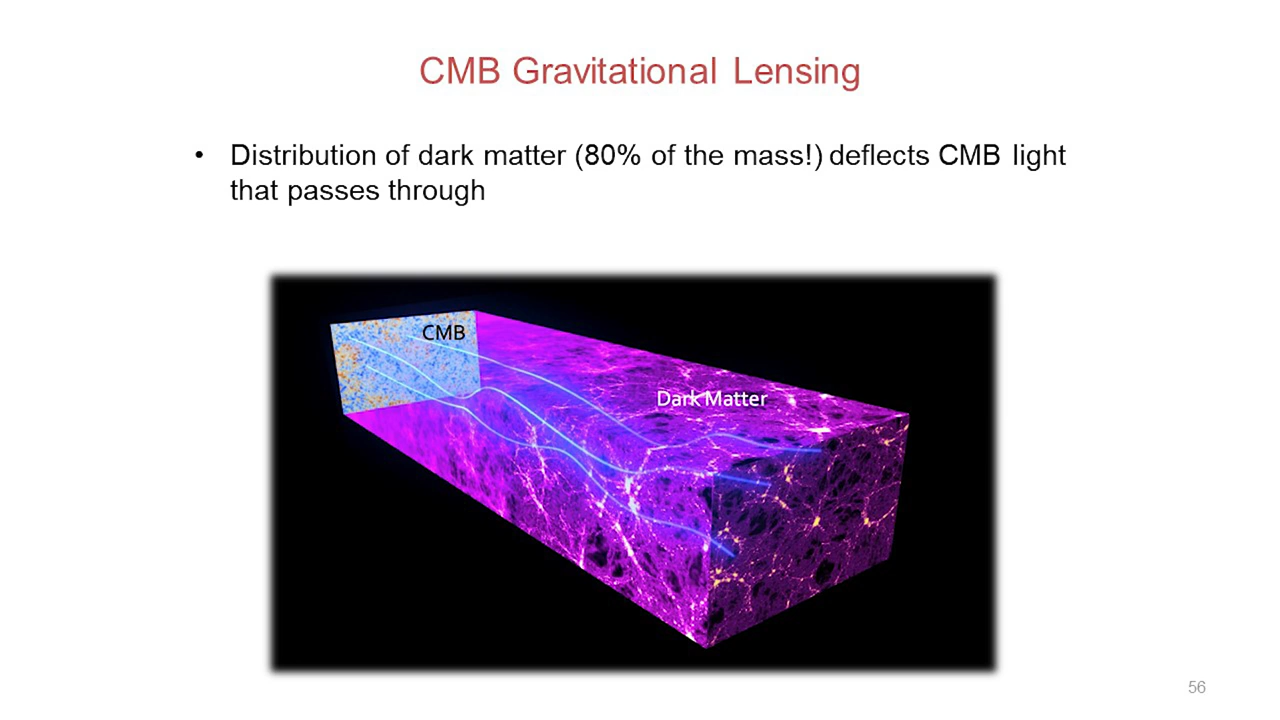 CMB Gravitational Lensing
• Distribution of dark matter (80% of the mass!) deflects CMB light
that passes through
CMB
Dark Matter
56